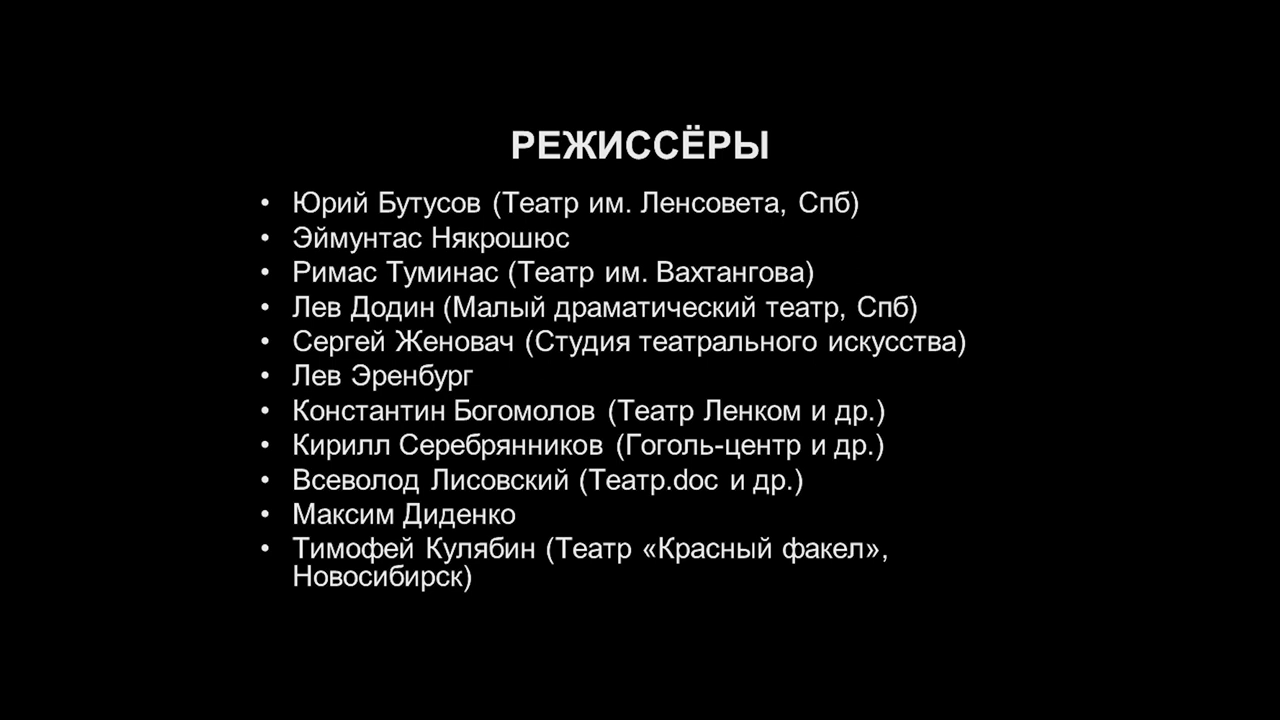 РЕЖИССЁРЫ
• Юрий Бутусов (Театр им. Ленсовета, Спб)
• Эймунтас Някрошюс
• Римас Туминас (Театр им. Вахтангова)
• Лев Додин (Малый драматический театр, Спб)
• Сергей Женовач (Студия театрального искусства)
• Лев Эренбург
• Константин Богомолов (Театр Ленком и др.)
• Кирилл Серебрянников (Гоголь-центр и др.)
• Всеволод Лисовский (Театр.doc и др.)
• Максим Диденко
• Тимофей Кулябин (Театр «Красный факел»,
Новосибирск)